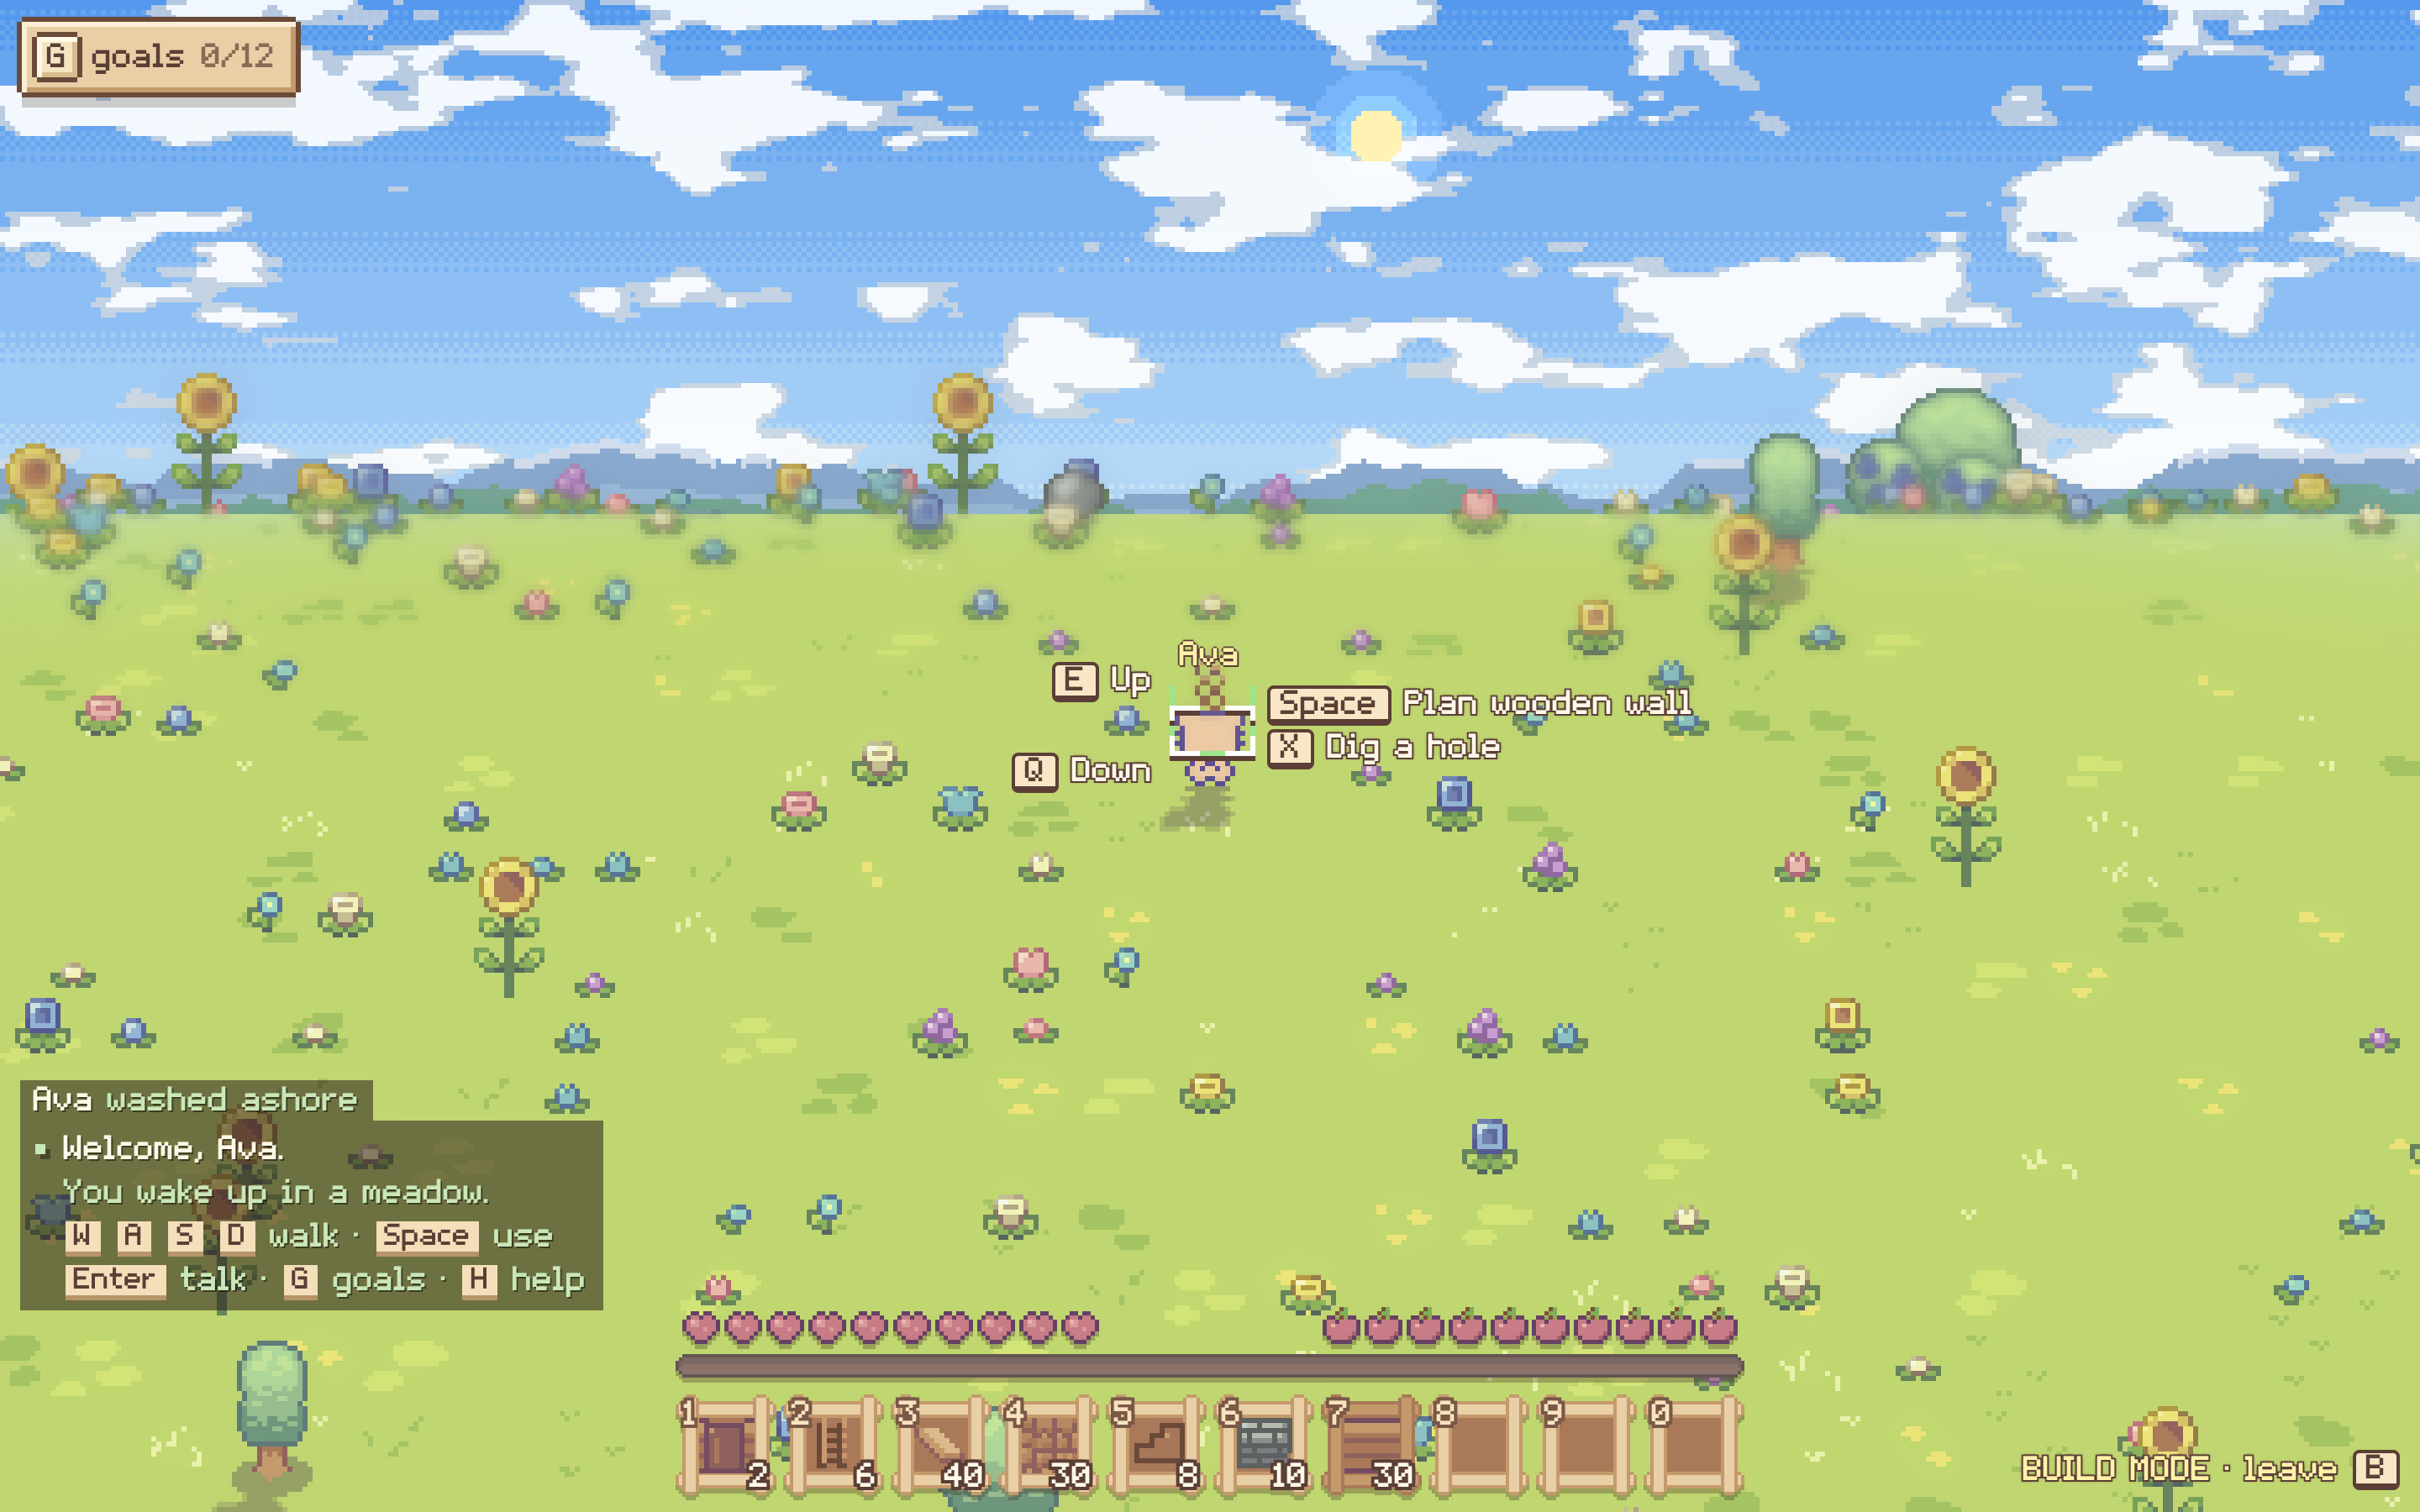 G goals 0/12
Ava
E Up
Space Plan wooden wall
X Dig a hole
Q Down
Ava washed ashore
Welcome, Ava.
You wake up in a meadow.
W A S D walk · Space use
Enter talk · G goals · H help
1 2 3 4 5 6 7 8 9 0
2 6 40 30 8 10 30
BUILD MODE · leave B